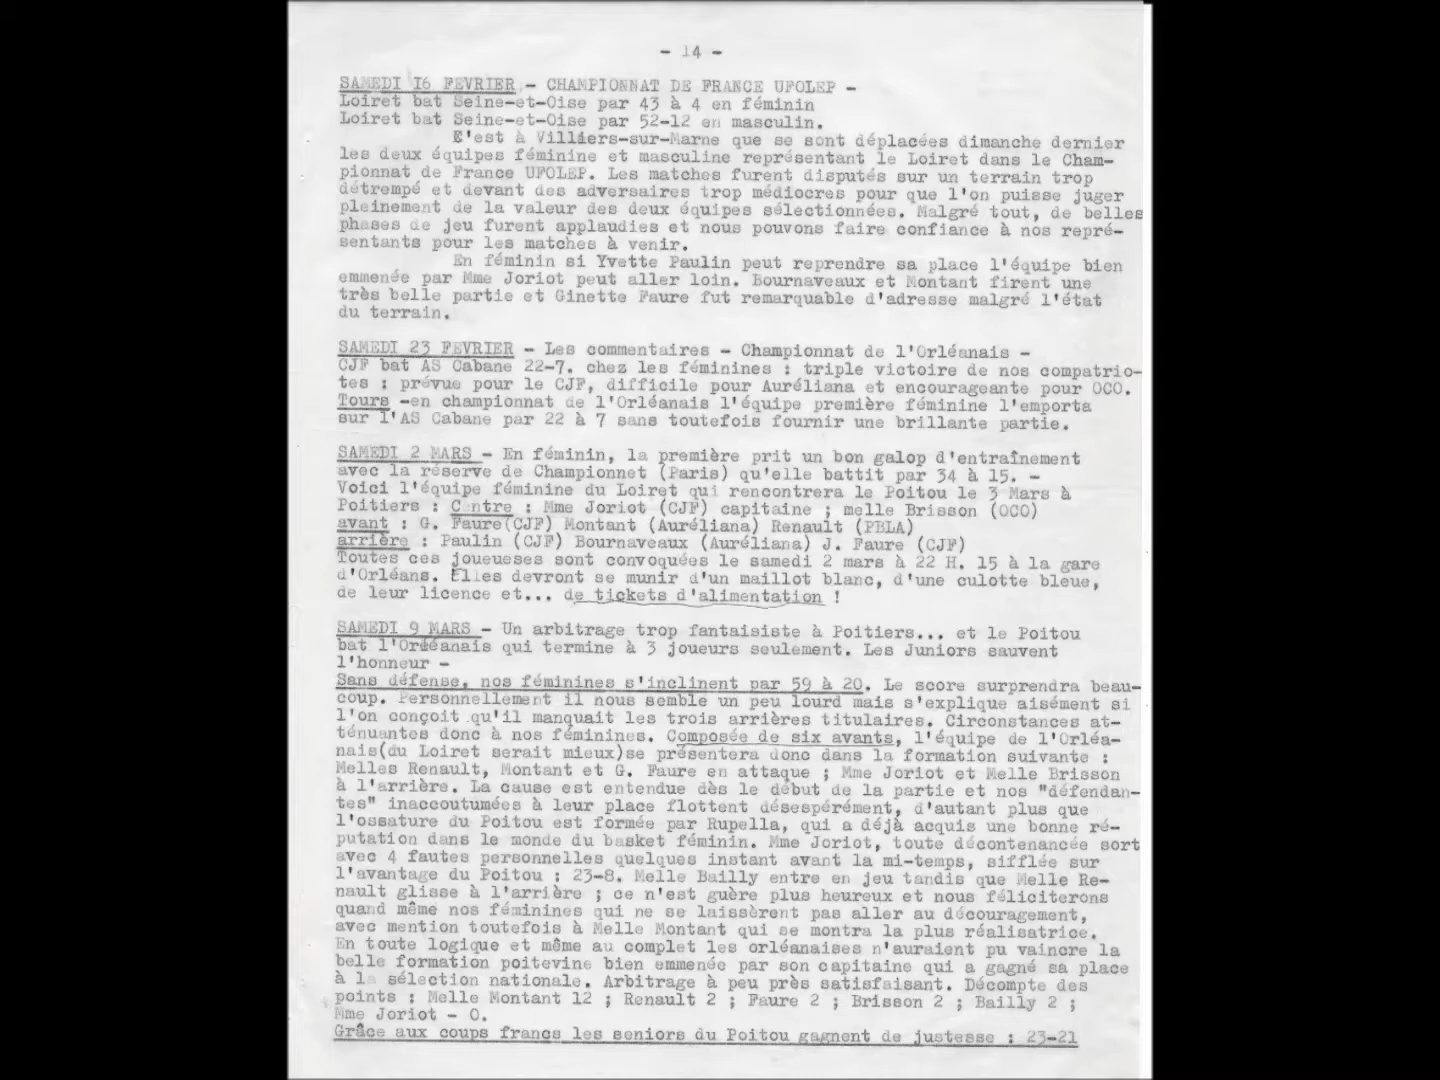 - 14 -
SAMEDI I6 FEVRIER - CHAMPIONNAT DE FRANCE UFOLEP -
Loiret bat Seine-et-Oise par 43 à 4 en féminin
Loiret bat Seine-et-Oise par 52-12 en masculin.
C'est à Villiers-sur-Marne que se sont déplacées dimanche dernier
les deux équipes féminine et masculine représentant le Loiret dans le Cham-
pionnat de France UFOLEP. Les matches furent disputés sur un terrain trop
détrempé et devant des adversaires trop médiocres pour que l'on puisse juger
pleinement de la valeur des deux équipes sélectionnées. Malgré tout, de belles
phases de jeu furent applaudies et nous pouvons faire confiance à nos repré-
sentants pour les matches à venir.
En féminin si Yvette Paulin peut reprendre sa place l'équipe bien
emmenée par Mme Joriot peut aller loin. Bournaveaux et Montant firent une
très belle partie et Ginette Faure fut remarquable d'adresse malgré l'état
du terrain.
SAMEDI 23 FEVRIER - Les commentaires - Championnat de l'Orléanais -
CJF bat AS Cabane 22-7. chez les féminines : triple victoire de nos compatrio-
tes : prévue pour le CJF, difficile pour Auréliana et encourageante pour OCO.
Tours -en championnat de l'Orléanais l'équipe première féminine l'emporta
sur l'AS Cabane par 22 à 7 sans toutefois fournir une brillante partie.
SAMEDI 2 MARS - En féminin, la première prit un bon galop d'entraînement
avec la réserve de Championnet (Paris) qu'elle battit par 34 à 15. -
Voici l'équipe féminine du Loiret qui rencontrera le Poitou le 3 Mars à
Poitiers : Centre : Mme Joriot (CJF) capitaine ; melle Brisson (OCO)
avant : G. Faure(CJF) Montant (Auréliana) Renault (PBLA)
arrière : Paulin (CJF) Bournaveaux (Auréliana) J. Faure (CJF)
Toutes ces joueueses sont convoquées le samedi 2 mars à 22 H. 15 à la gare
d'Orléans. Elles devront se munir d'un maillot blanc, d'une culotte bleue,
de leur licence et... de tickets d'alimentation !
SAMEDI 9 MARS - Un arbitrage trop fantaisiste à Poitiers... et le Poitou
bat l'Orléanais qui termine à 3 joueurs seulement. Les Juniors sauvent
l'honneur -
Sans défense, nos féminines s'inclinent par 59 à 20. Le score surprendra beau-
coup. Personnellement il nous semble un peu lourd mais s'explique aisément si
l'on conçoit qu'il manquait les trois arrières titulaires. Circonstances at-
ténuantes donc à nos féminines. Composée de six avants, l'équipe de l'Orléa-
nais(du Loiret serait mieux)se présentera donc dans la formation suivante :
Melles Renault, Montant et G. Faure en attaque ; Mme Joriot et Melle Brisson
à l'arrière. La cause est entendue dès le début de la partie et nos "défendan-
tes" inaccoutumées à leur place flottent désespérément, d'autant plus que
l'ossature du Poitou est formée par Rupella, qui a déjà acquis une bonne ré-
putation dans le monde du basket féminin. Mme Joriot, toute décontenancée sort
avec 4 fautes personnelles quelques instant avant la mi-temps, sifflée sur
l'avantage du Poitou : 23-8. Melle Bailly entre en jeu tandis que Melle Re-
nault glisse à l'arrière ; ce n'est guère plus heureux et nous féliciterons
quand même nos féminines qui ne se laissèrent pas aller au découragement,
avec mention toutefois à Melle Montant qui se montra la plus réalisatrice.
En toute logique et même au complet les orléanaises n'auraient pu vaincre la
belle formation poitevine bien emmenée par son capitaine qui a gagné sa place
à la sélection nationale. Arbitrage à peu près satisfaisant. Décompte des
points : Melle Montant 12 ; Renault 2 ; Faure 2 ; Brisson 2 ; Bailly 2 ;
Mme Joriot - 0.
Grâce aux coups francs les seniors du Poitou gagnent de justesse : 23-21